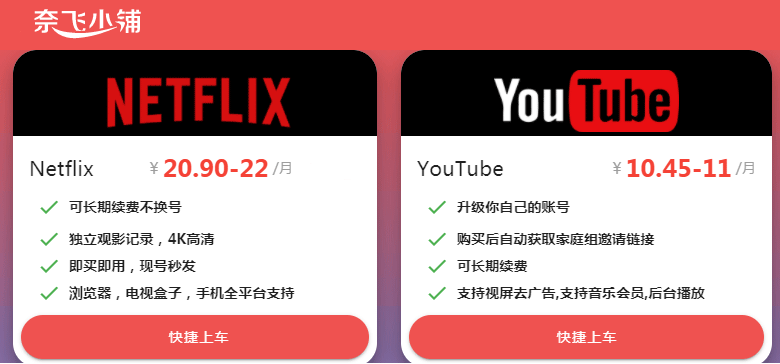 奈飞小铺
NETFLIX
Netflix ¥ 20.90-22 /月
可长期续费不换号
独立观影记录，4K高清
即买即用，现号秒发
浏览器，电视盒子，手机全平台支持
快捷上车
YouTube
YouTube ¥ 10.45-11 /月
升级你自己的账号
购买后自动获取家庭组邀请链接
可长期续费
支持视屏去广告,支持音乐会员,后台播放
快捷上车